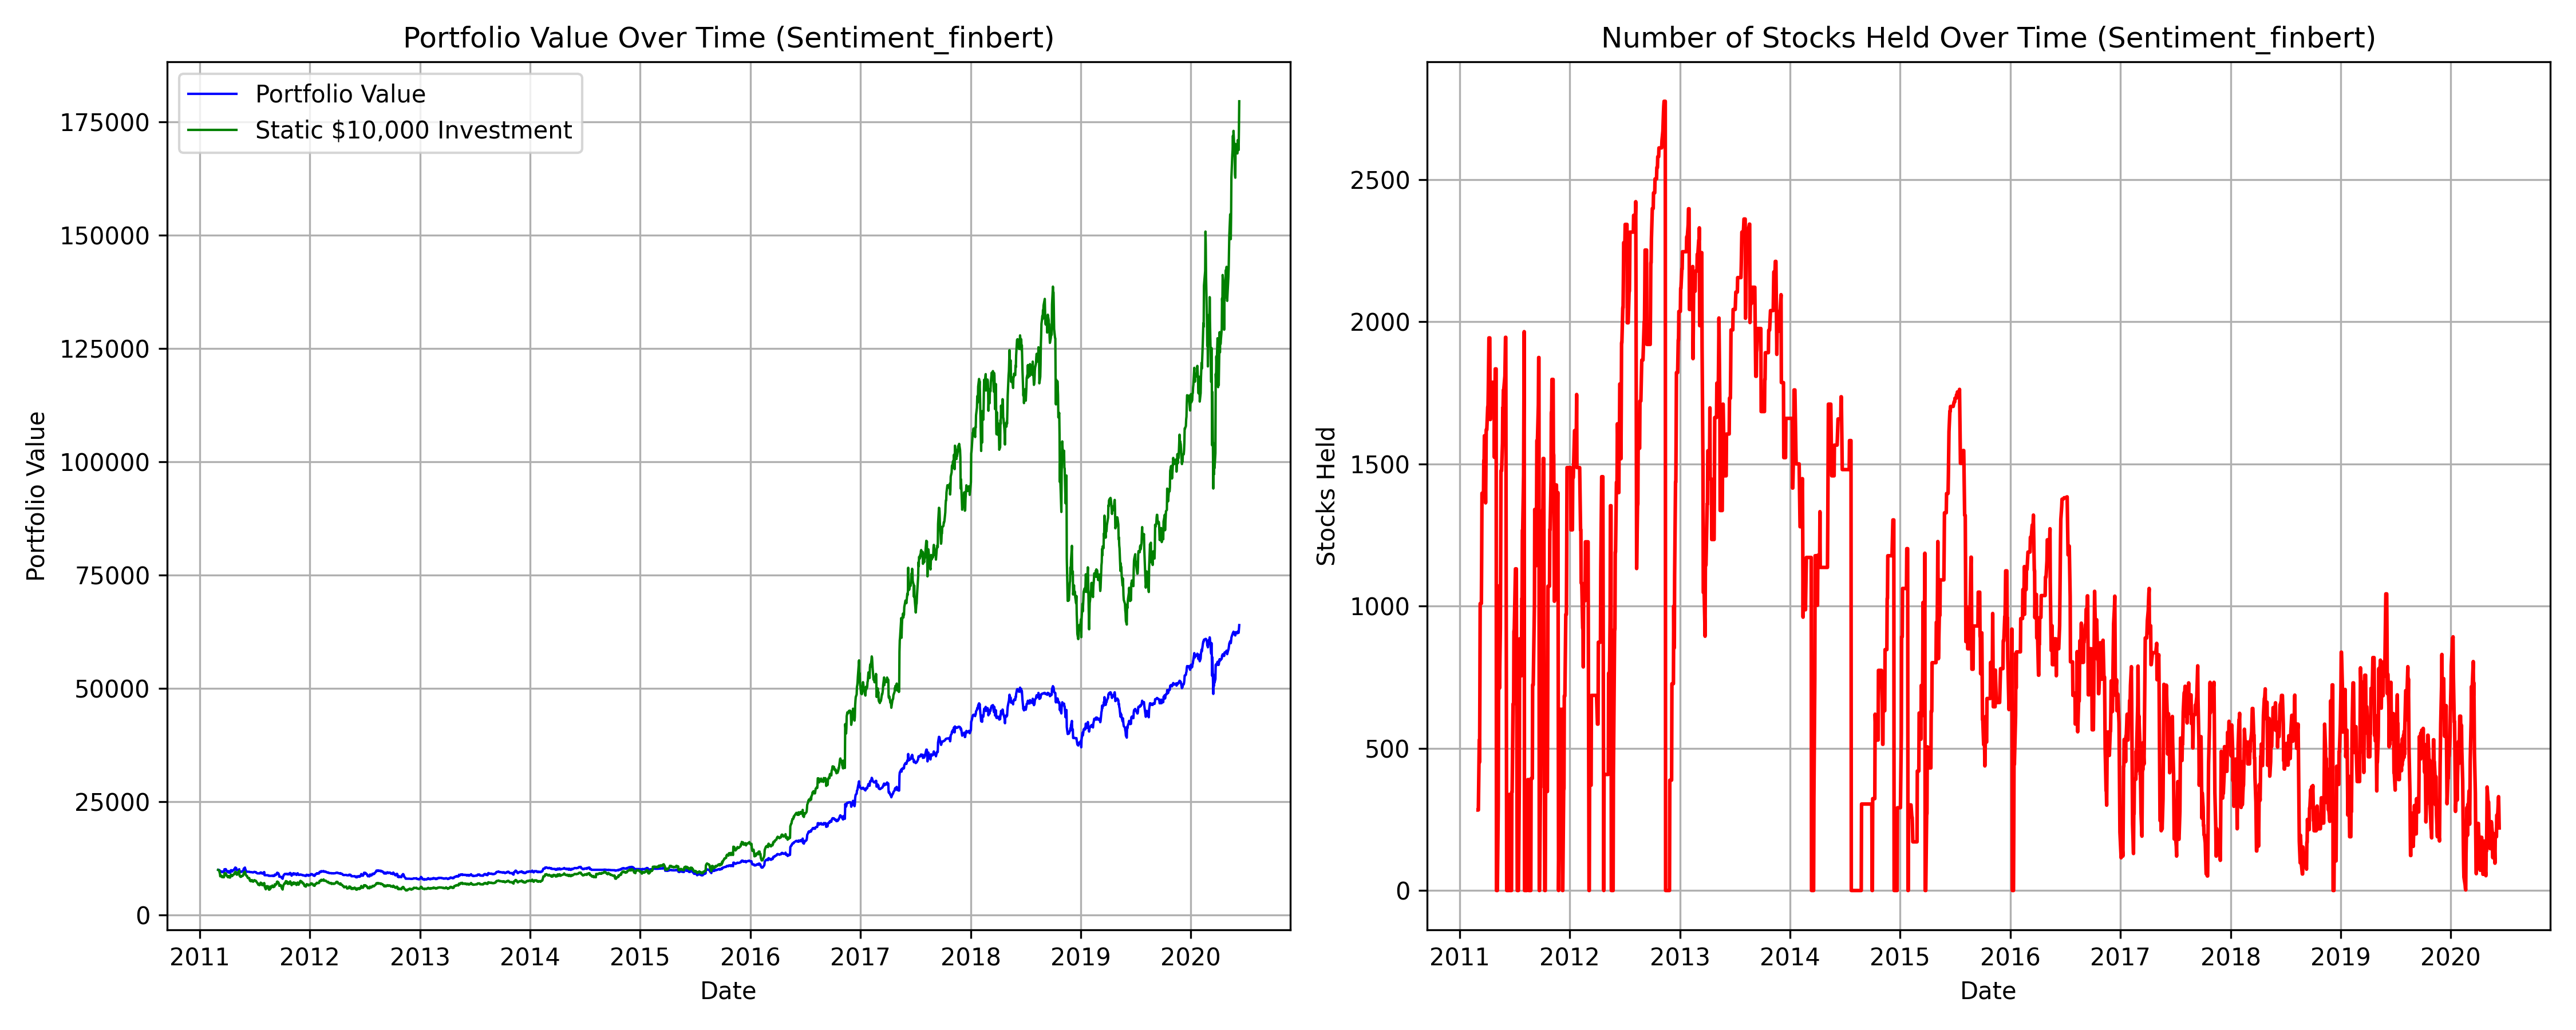 Portfolio Value Over Time (Sentiment_finbert)
Portfolio Value
Static $10,000 Investment
175000
150000
125000
100000
75000
50000
25000
0
Portfolio Value
2011 2012 2013 2014 2015 2016 2017 2018 2019 2020
Date
Number of Stocks Held Over Time (Sentiment_finbert)
2500
2000
1500
1000
500
0
Stocks Held
2011 2012 2013 2014 2015 2016 2017 2018 2019 2020
Date